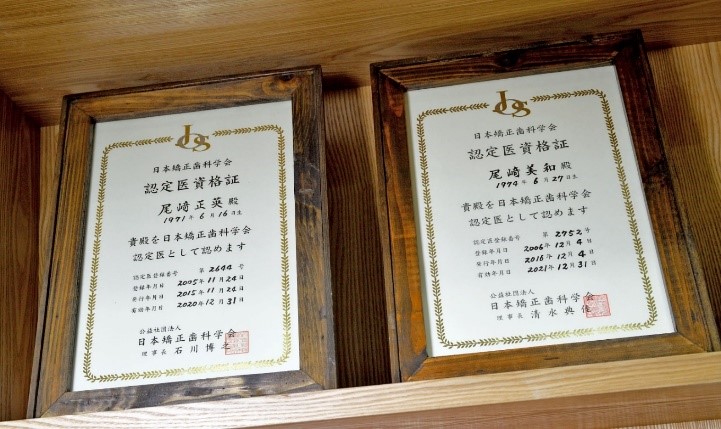 JOS
日本矯正歯科学会
認定医資格証
尾﨑正英殿
1971年 6月16日生
貴殿を日本矯正歯科学会
認定医として認めます
認定医登録番号 第2644号
登録年月日 2005年11月24日
発行年月日 2015年11月24日
有効年月日 2020年12月31日
公益社団法人
日本矯正歯科学会
理事長 石川博之
JOS
日本矯正歯科学会
認定医資格証
尾﨑美和殿
1974年 6月27日生
貴殿を日本矯正歯科学会
認定医として認めます
認定医登録番号 第2752号
登録年月日 2006年12月4日
発行年月日 2016年12月4日
有効年月日 2021年12月31日
公益社団法人
日本矯正歯科学会
理事長 清水典佳